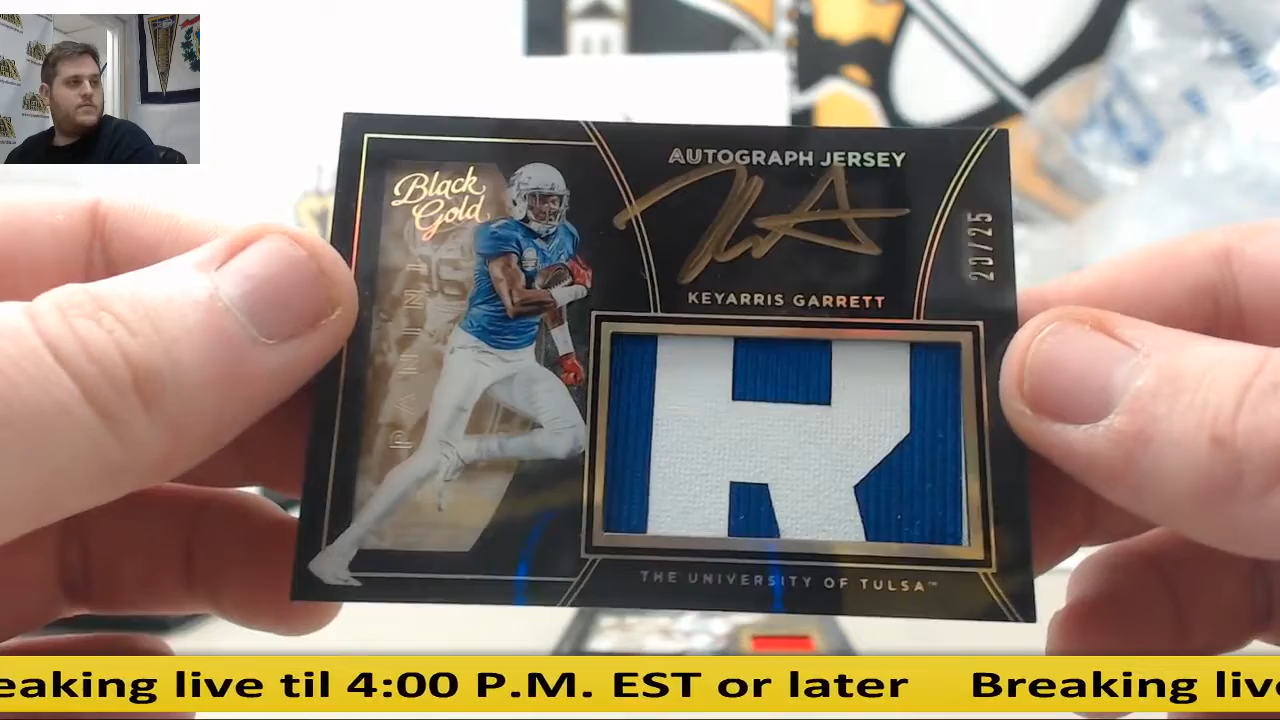 Black
Gold
PANINI
AUTOGRAPH JERSEY
KEYARRIS GARRETT
20/25
R
THE UNIVERSITY OF TULSA™
eaking live til 4:00 P.M. EST or later Breaking live